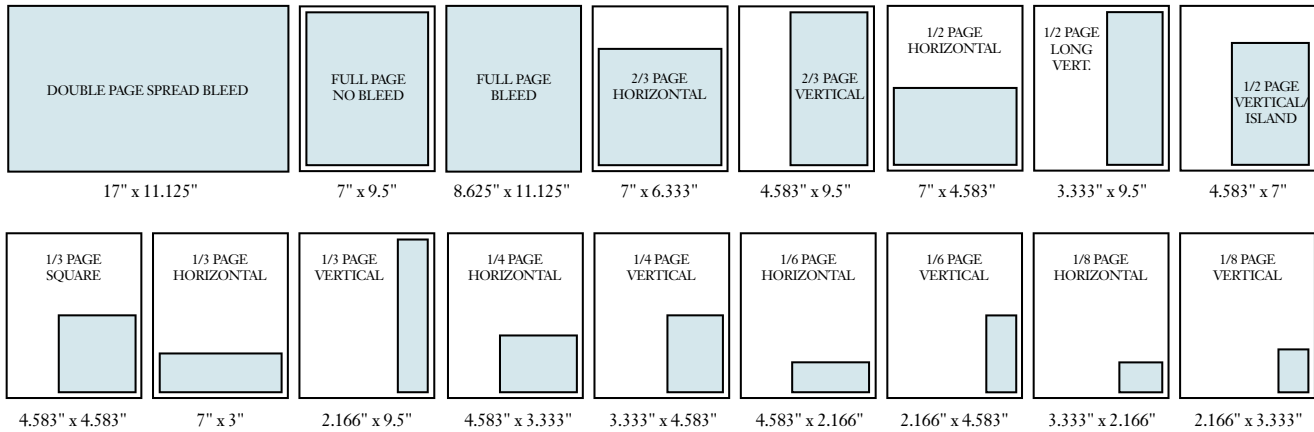 DOUBLE PAGE SPREAD BLEED
17" x 11.125"
FULL PAGE
NO BLEED
7" x 9.5"
FULL PAGE
BLEED
8.625" x 11.125"
2/3 PAGE
HORIZONTAL
7" x 6.333"
2/3 PAGE
VERTICAL
4.583" x 9.5"
1/2 PAGE
HORIZONTAL
7" x 4.583"
1/2 PAGE
LONG
VERT.
3.333" x 9.5"
1/2 PAGE
VERTICAL/
ISLAND
4.583" x 7"
1/3 PAGE
SQUARE
4.583" x 4.583"
1/3 PAGE
HORIZONTAL
7" x 3"
1/3 PAGE
VERTICAL
2.166" x 9.5"
1/4 PAGE
HORIZONTAL
4.583" x 3.333"
1/4 PAGE
VERTICAL
3.333" x 4.583"
1/6 PAGE
HORIZONTAL
4.583" x 2.166"
1/6 PAGE
VERTICAL
2.166" x 4.583"
1/8 PAGE
HORIZONTAL
3.333" x 2.166"
1/8 PAGE
VERTICAL
2.166" x 3.333"